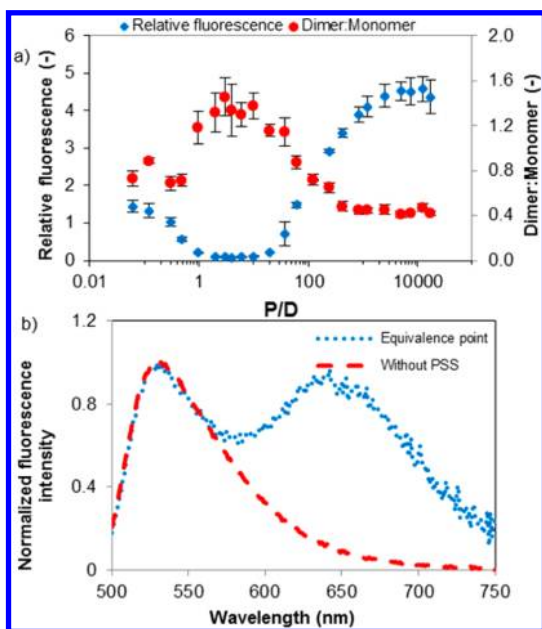 Relative fluorescence Dimer:Monomer
a)
6 5 4 3 2 1 0
Relative fluorescence (-)
2.0 1.6 1.2 0.8 0.4 0.0
Dimer:Monomer (-)
0.01 1 100 10000
P/D
b)
1.2 0.8 0.4 0
Normalized fluorescence
intensity
Equivalence point
Without PSS
500 550 600 650 700 750
Wavelength (nm)